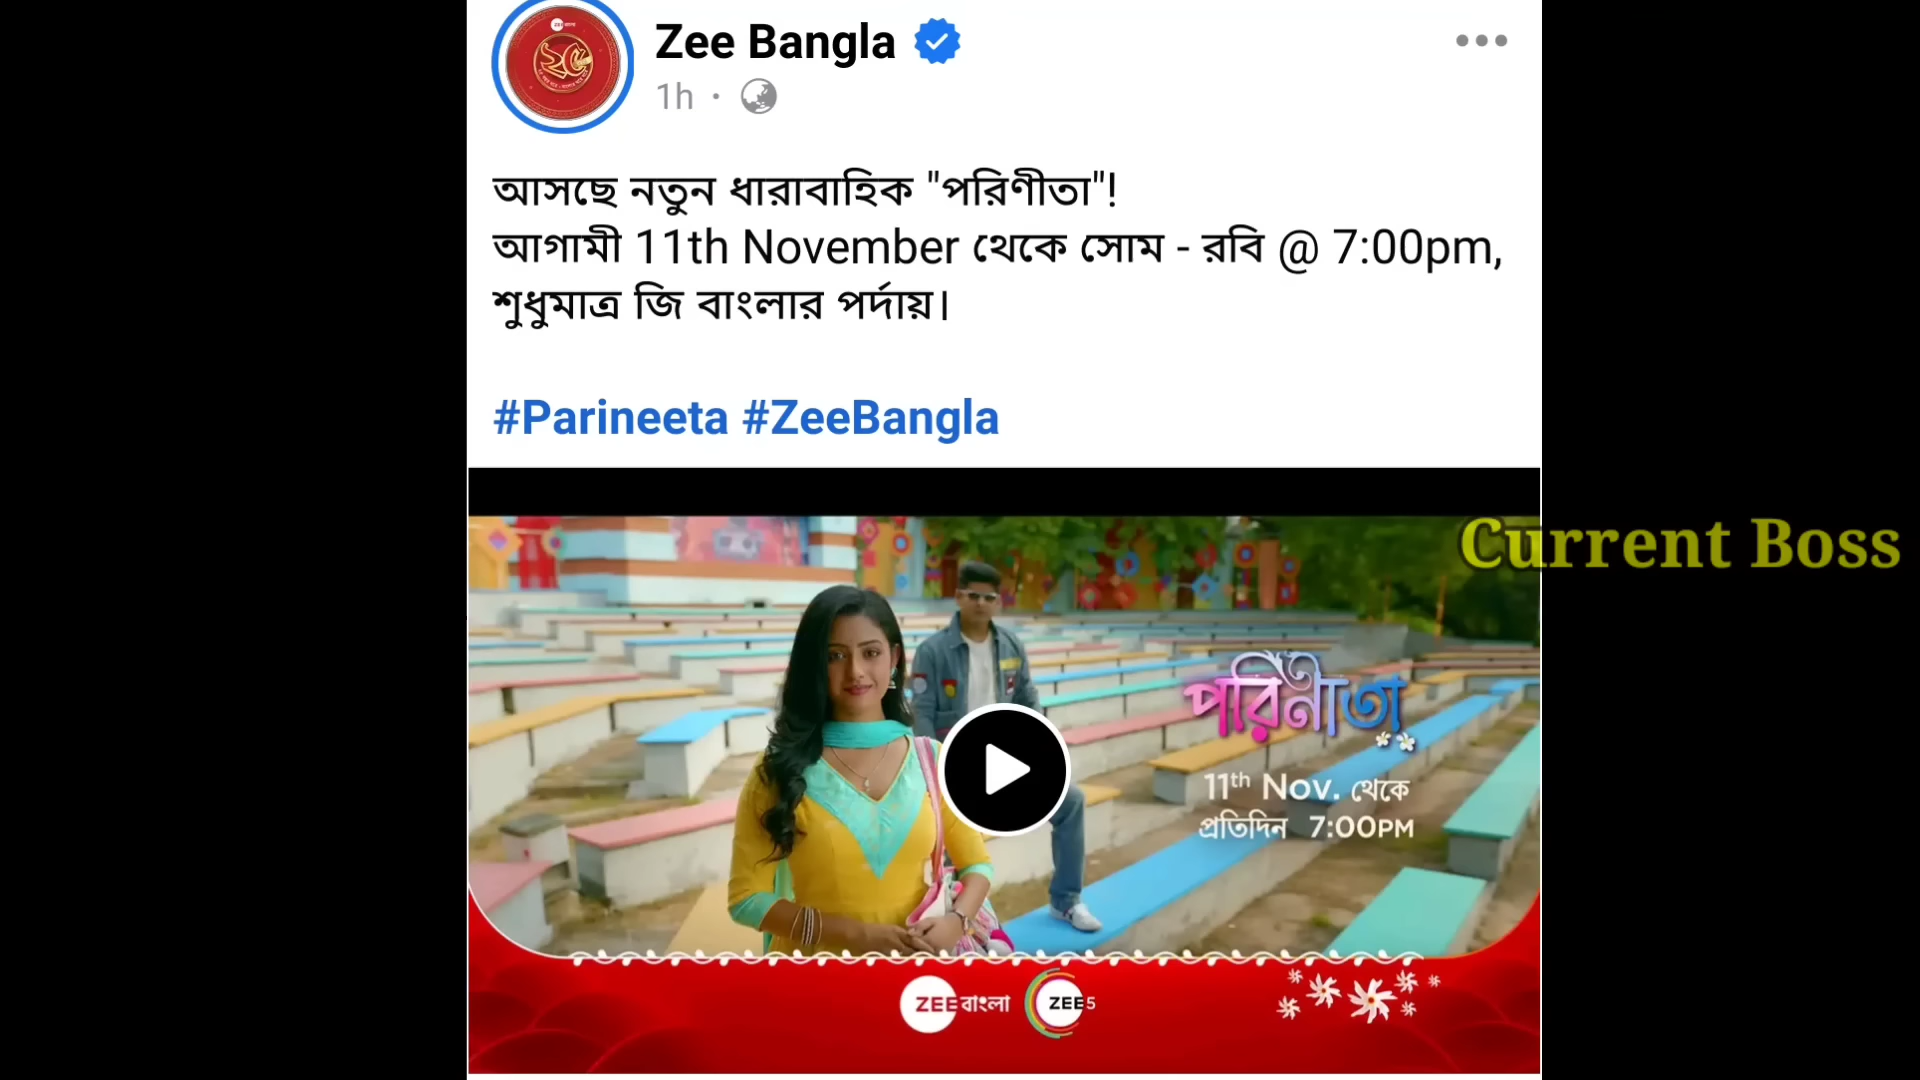 Zee Bangla
1h ·
আসছে নতুন ধারাবাহিক "পরিণীতা"!
আগামী 11th November থেকে সোম - রবি @ 7:00pm,
শুধুমাত্র জি বাংলার পর্দায়।
#Parineeta #ZeeBangla
Current Boss
পরিণীতা
11th Nov. থেকে
প্রতিদিন 7:00PM
ZEE বাংলা ZEE5